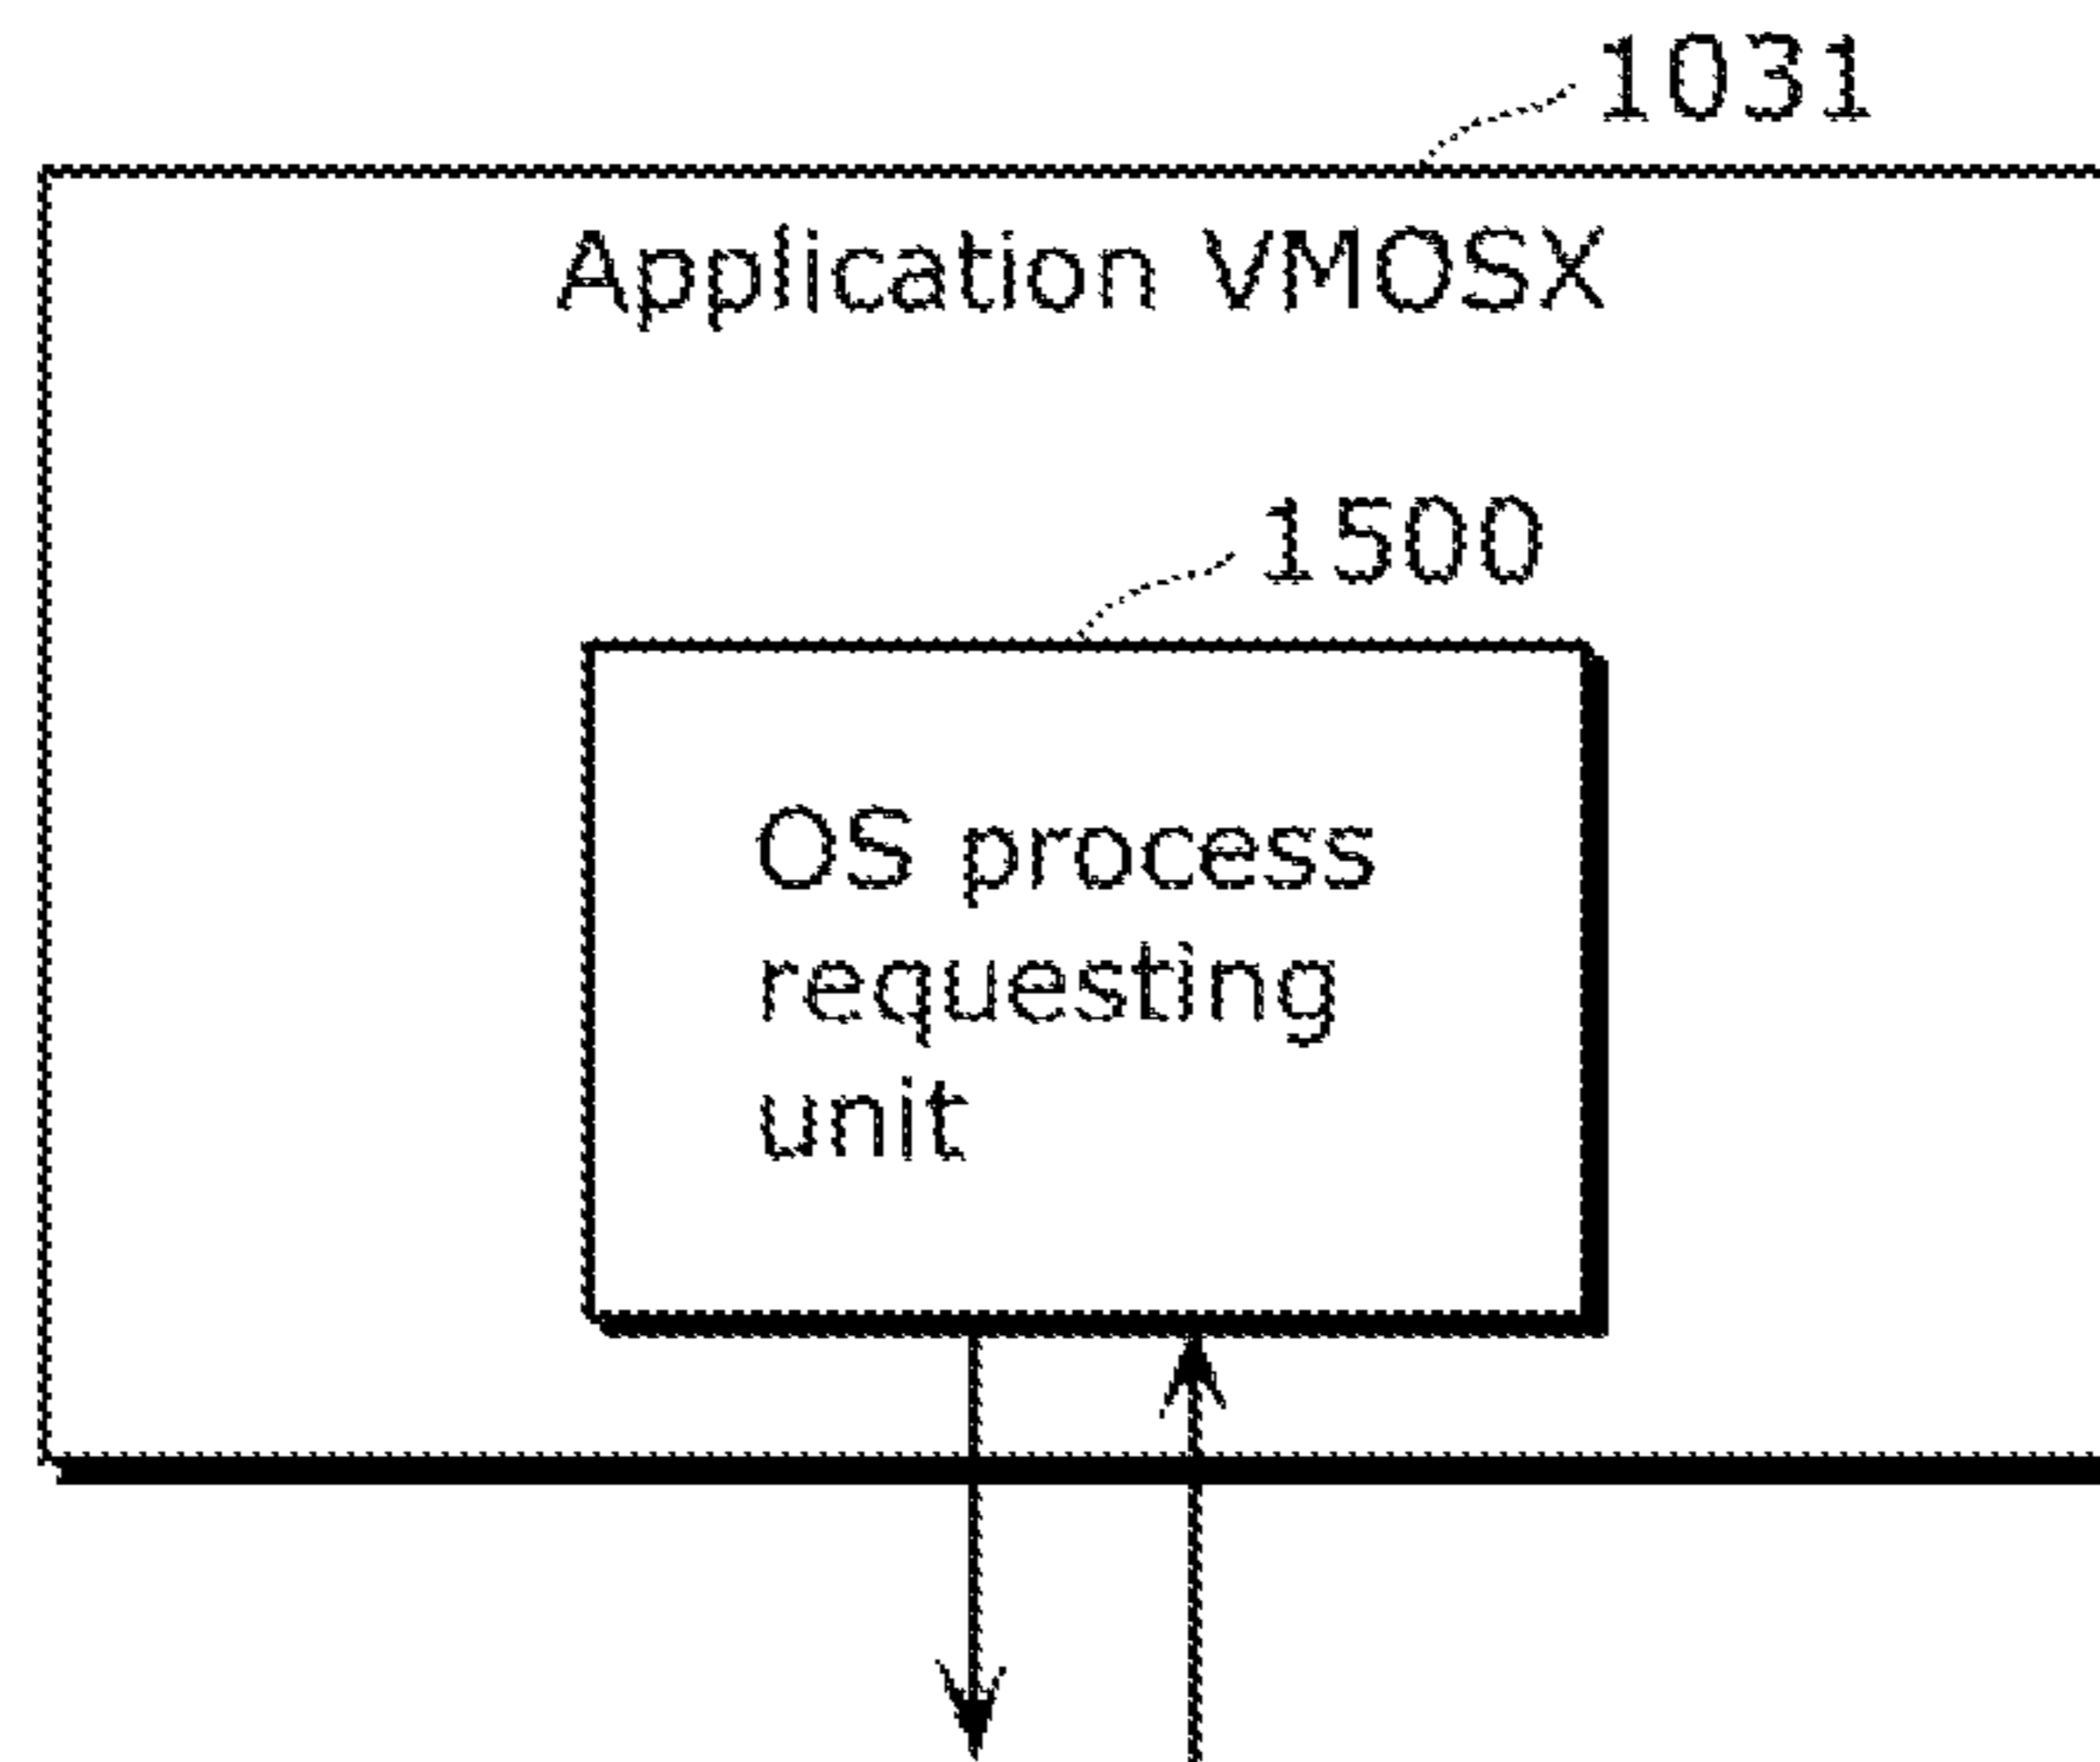 1031
Application VMOSX
1500
OS process
requesting
unit